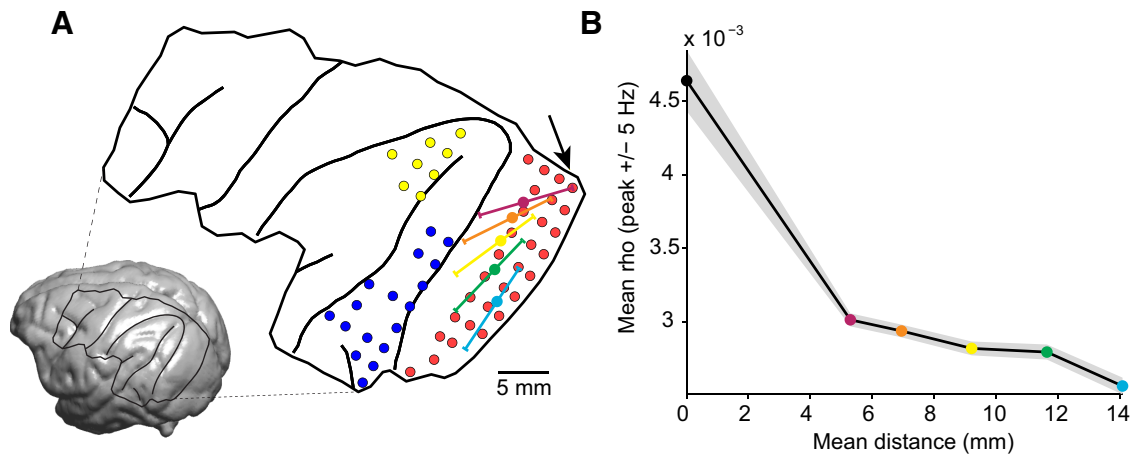 A
B
5 mm
x 10⁻³
4.5
4
3.5
3
Mean rho (peak +/− 5 Hz)
0 2 4 6 8 10 12 14
Mean distance (mm)